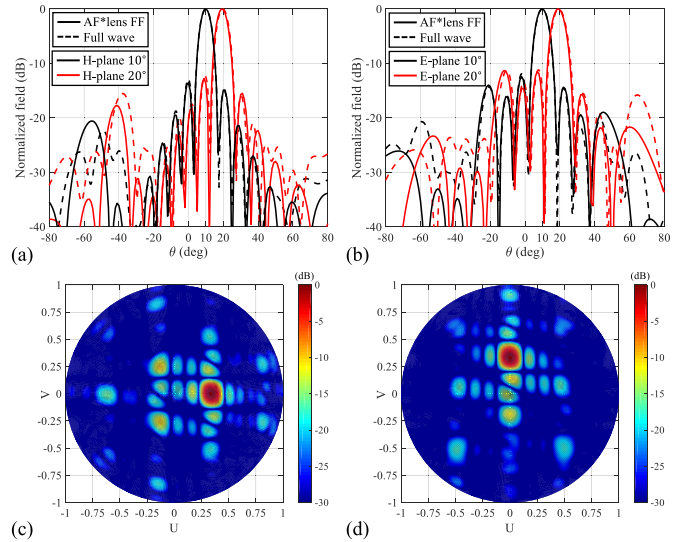 AF*lens FF
Full wave
H-plane 10°
H-plane 20°
Normalized field (dB)
0
-10
-20
-30
-40
-80 -60 -40 -20 0 10 20 40 60 80
θ (deg)
(a)
AF*lens FF
Full wave
E-plane 10°
E-plane 20°
Normalized field (dB)
0
-10
-20
-30
-40
-80 -60 -40 -20 0 10 20 40 60 80
θ (deg)
(b)
(dB)
1
0.75
0.5
0.25
0
-0.25
-0.5
-0.75
-1
V
-1 -0.75 -0.5 -0.25 0 0.25 0.5 0.75 1
U
0
-5
-10
-15
-20
-25
-30
(c)
(dB)
1
0.75
0.5
0.25
0
-0.25
-0.5
-0.75
-1
V
-1 -0.75 -0.5 -0.25 0 0.25 0.5 0.75 1
U
0
-5
-10
-15
-20
-25
-30
(d)